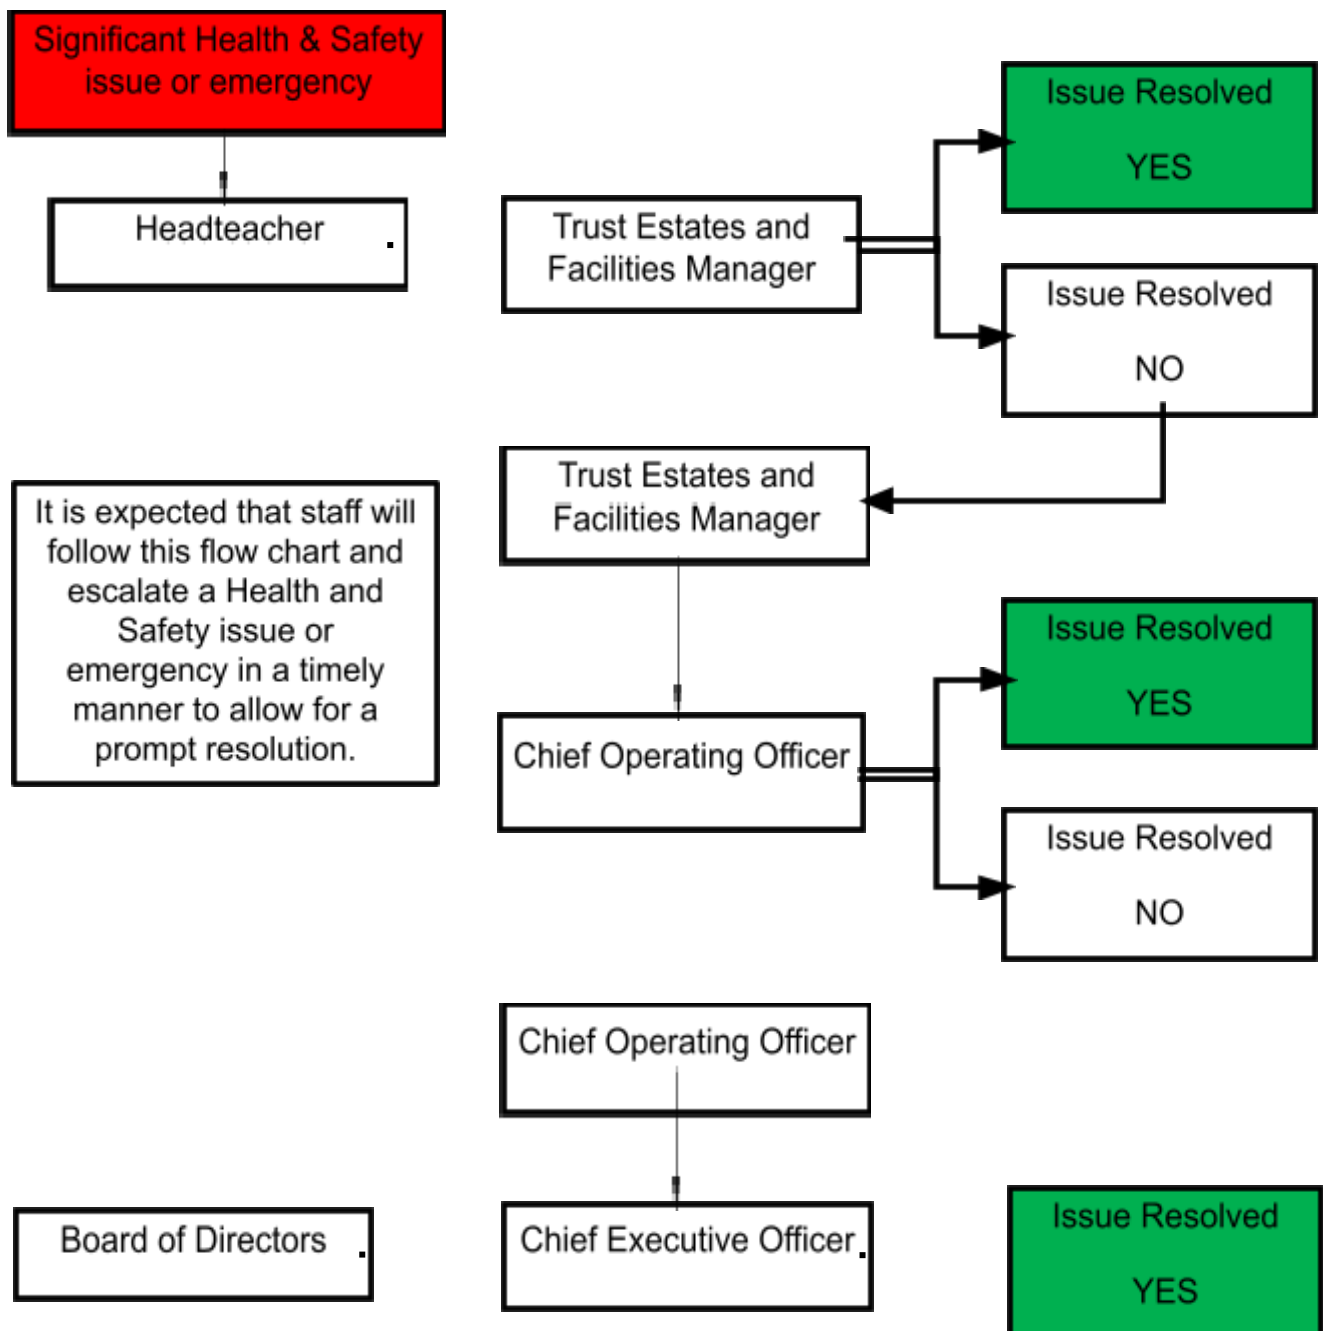 Significant Health & Safety
issue or emergency
Headteacher
Trust Estates and
Facilities Manager
Issue Resolved
YES
Issue Resolved
NO
Trust Estates and
Facilities Manager
It is expected that staff will
follow this flow chart and
escalate a Health and
Safety issue or
emergency in a timely
manner to allow for a
prompt resolution.
Chief Operating Officer
Issue Resolved
YES
Issue Resolved
NO
Chief Operating Officer
Board of Directors
Chief Executive Officer
Issue Resolved
YES